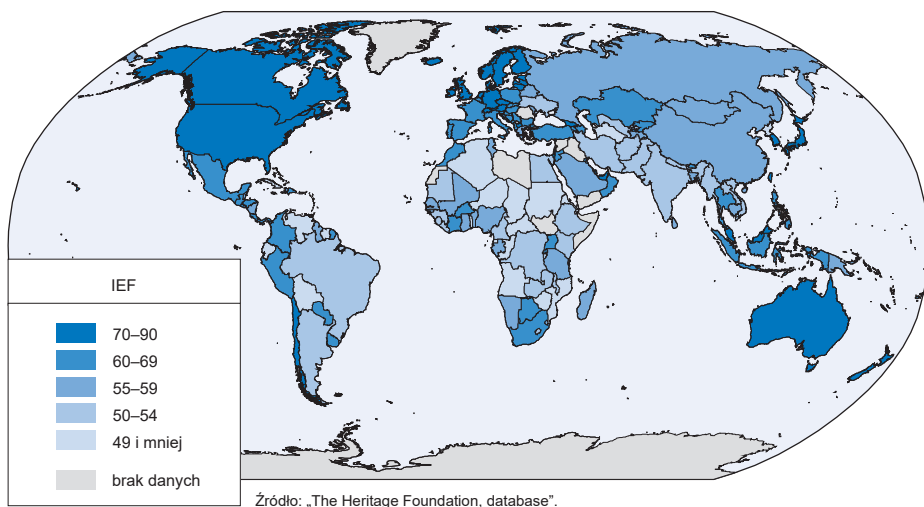 IEF
70–90
60–69
55–59
50–54
49 i mniej
brak danych
Źródło: „The Heritage Foundation, database”.